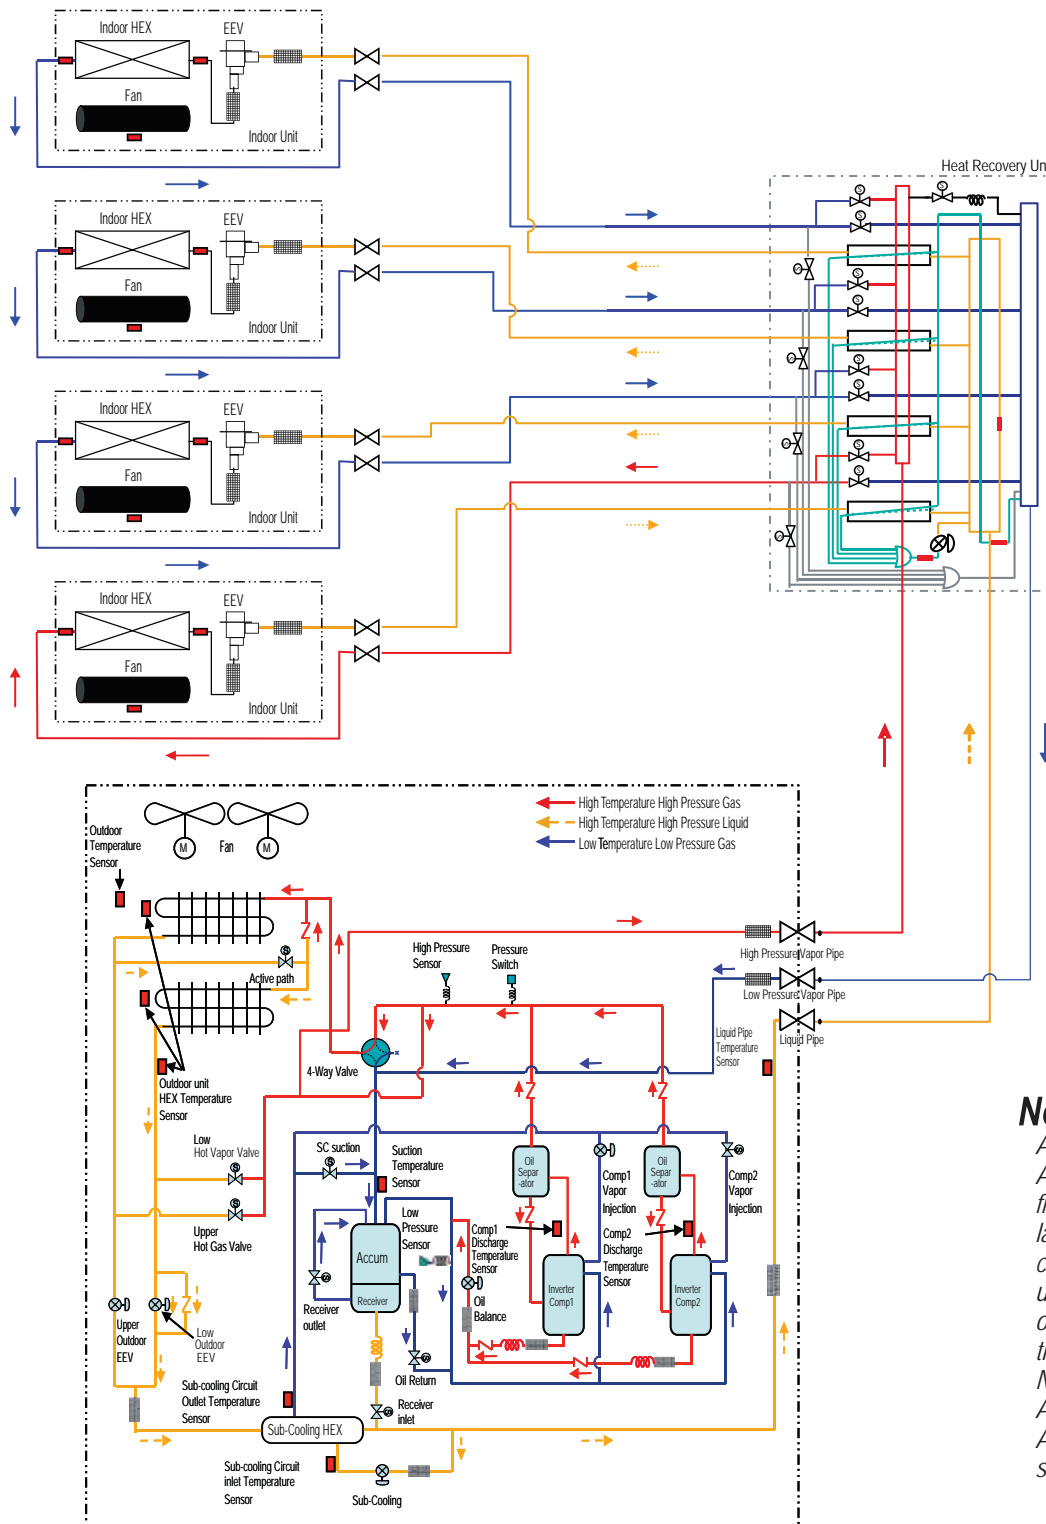 Indoor HEX
EEV
Fan
Indoor Unit
Heat Recovery Un
Indoor HEX
EEV
Fan
Indoor Unit
Indoor HEX
EEV
Fan
Indoor Unit
Indoor HEX
EEV
Fan
Indoor Unit
High Temperature High Pressure Gas
High Temperature High Pressure Liquid
Low Temperature Low Pressure Gas
Outdoor
Temperature
Sensor
M
Fan
M
High Pressure
Sensor
Pressure
Switch
High Pressure Vapor Pipe
Active path
Low Pressure Vapor Pipe
Liquid Pipe
Liquid Pipe
Temperature
Sensor
4-Way Valve
Outdoor unit
HEX Temperature
Sensor
Low
Hot Vapor Valve
SC suction
Suction
Temperature
Sensor
Oil
Separ
-ator
Oil
Separ
-ator
Comp1
Vapor
Injection
Comp2
Vapor
Injection
Upper
Hot Gas Valve
Low
Pressure
Sensor
Comp1
Discharge
Temperature
Sensor
Comp2
Discharge
Temperature
Sensor
Accum
Receiver
Receiver
outlet
Oil
Balance
Inverter
Comp1
Inverter
Comp2
Upper
Outdoor
EEV
Low
Outdoor
EEV
Oil Return
Sub-cooling Circuit
Outlet Temperature
Sensor
Receiver
inlet
Sub-Cooling HEX
Sub-cooling Circuit
inlet Temperature
Sensor
Sub-Cooling